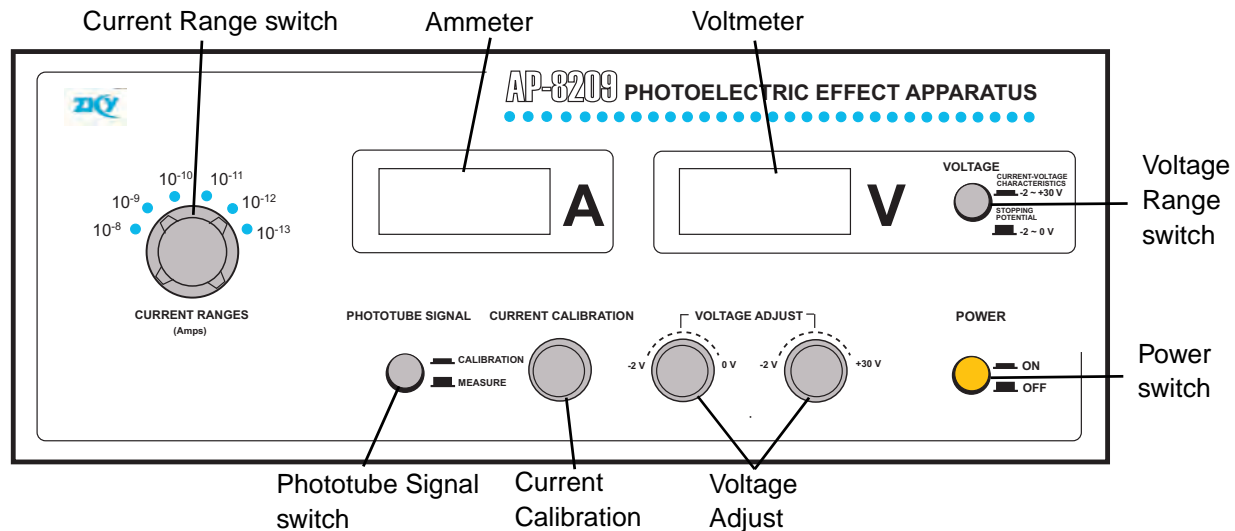 Current Range switch
Ammeter
Voltmeter
ZKY
AP-8209 PHOTOELECTRIC EFFECT APPARATUS
10-8
10-9
10-10
10-11
10-12
10-13
CURRENT RANGES
(Amps)
A
V
VOLTAGE
CURRENT-VOLTAGE
CHARACTERISTICS
-2 ~ +30 V
STOPPING
POTENTIAL
-2 ~ 0 V
Voltage
Range
switch
PHOTOTUBE SIGNAL
CALIBRATION
MEASURE
CURRENT CALIBRATION
VOLTAGE ADJUST
-2 V
0 V
-2 V
+30 V
POWER
ON
OFF
Power
switch
Phototube Signal
switch
Current
Calibration
Voltage
Adjust